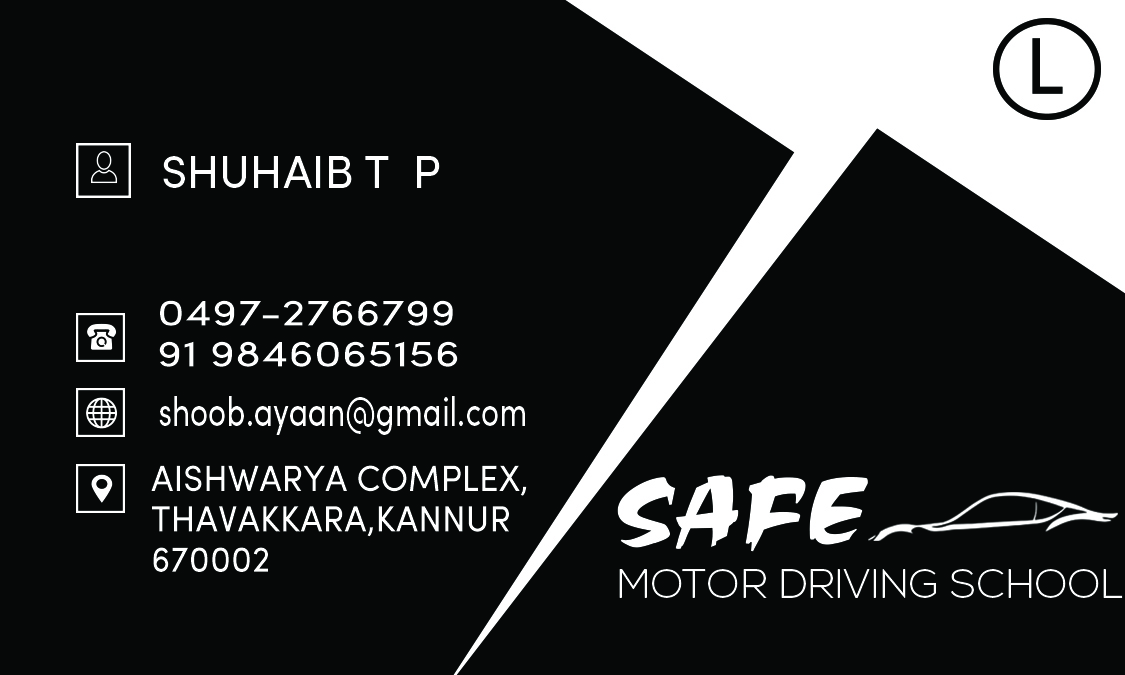 L
SHUHAIB T P
0497-2766799
91 9846065156
shoob.ayaan@gmail.com
AISHWARYA COMPLEX,
THAVAKKARA,KANNUR
670002
SAFE
MOTOR DRIVING SCHOOL